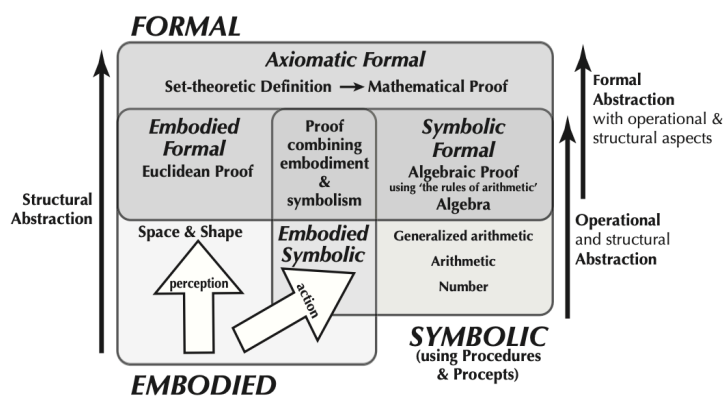 FORMAL
Axiomatic Formal
Set-theoretic Definition → Mathematical Proof
Embodied
Formal
Euclidean Proof
Proof
combining
embodiment
&
symbolism
Symbolic
Formal
Algebraic Proof
using ‘the rules of arithmetic’
Algebra
Structural
Abstraction
Formal
Abstraction
with operational &
structural aspects
Space & Shape
perception
Embodied
Symbolic
action
Generalized arithmetic
Arithmetic
Number
Operational
and structural
Abstraction
SYMBOLIC
(using Procedures
& Procepts)
EMBODIED